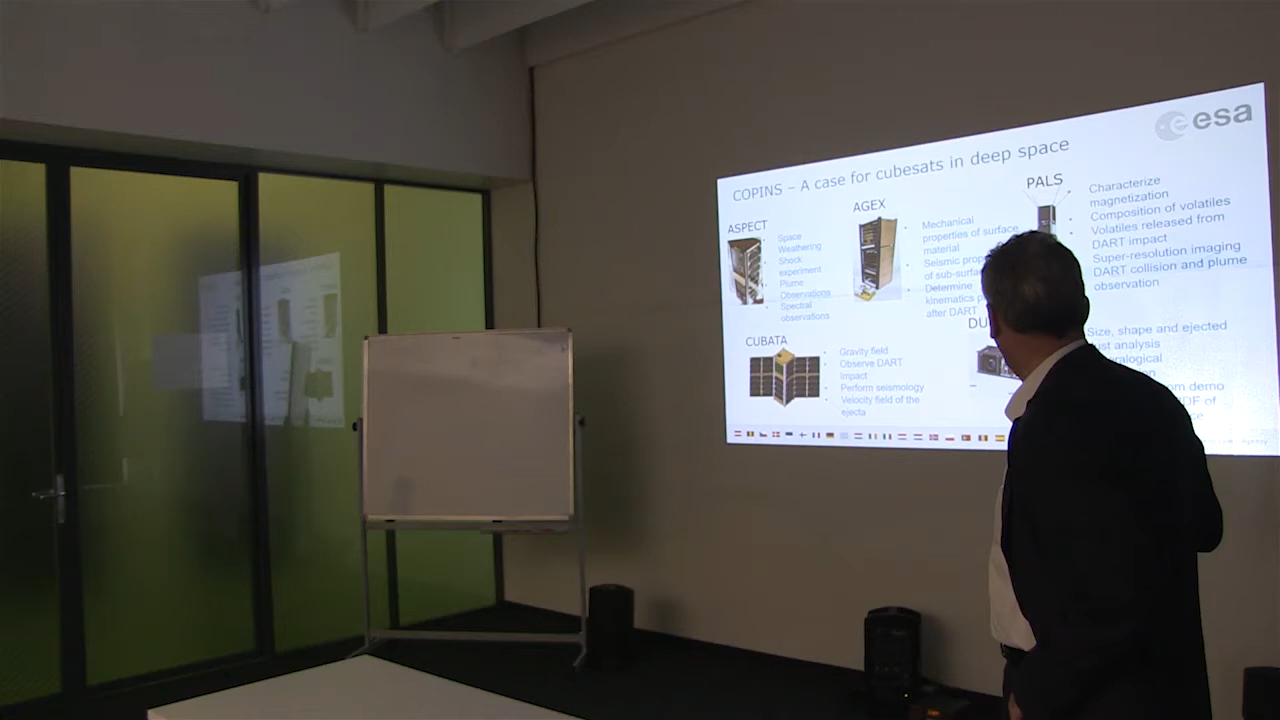 esa
COPINS – A case for cubesats in deep space
ASPECT
Space
Weathering
Shock
experiment
Plume
Observations
Spectral
observations
AGEX
Mechanical
properties of surface
material
Seismic
of sub-surface
Determine
kinematics
after DART
PALS
Characterize
magnetization
Composition of volatiles
Volatiles released from
DART impact
Super-resolution imaging
DART collision and plume
observation
CUBATA
Gravity field
Observe DART
Impact
Perform seismology
Velocity field of the
ejecta
Size, shape and ejected
analysis
demo
of